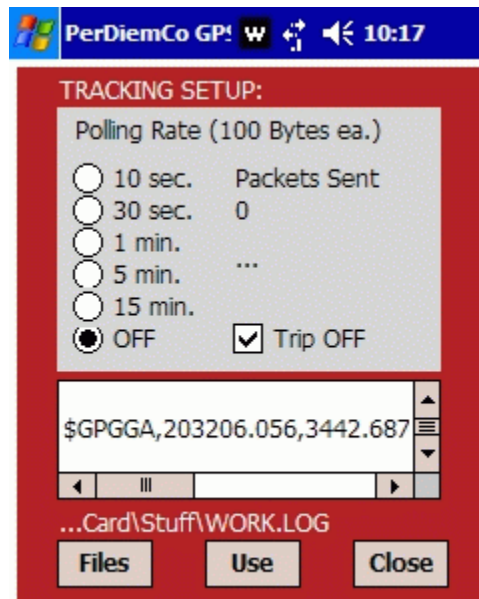 PerDiemCo GPS W 10:17
TRACKING SETUP:
Polling Rate (100 Bytes ea.)
10 sec. Packets Sent
30 sec. 0
1 min.
5 min. ...
15 min.
OFF Trip OFF
$GPGGA,203206.056,3442.687
...Card\Stuff\WORK.LOG
Files Use Close